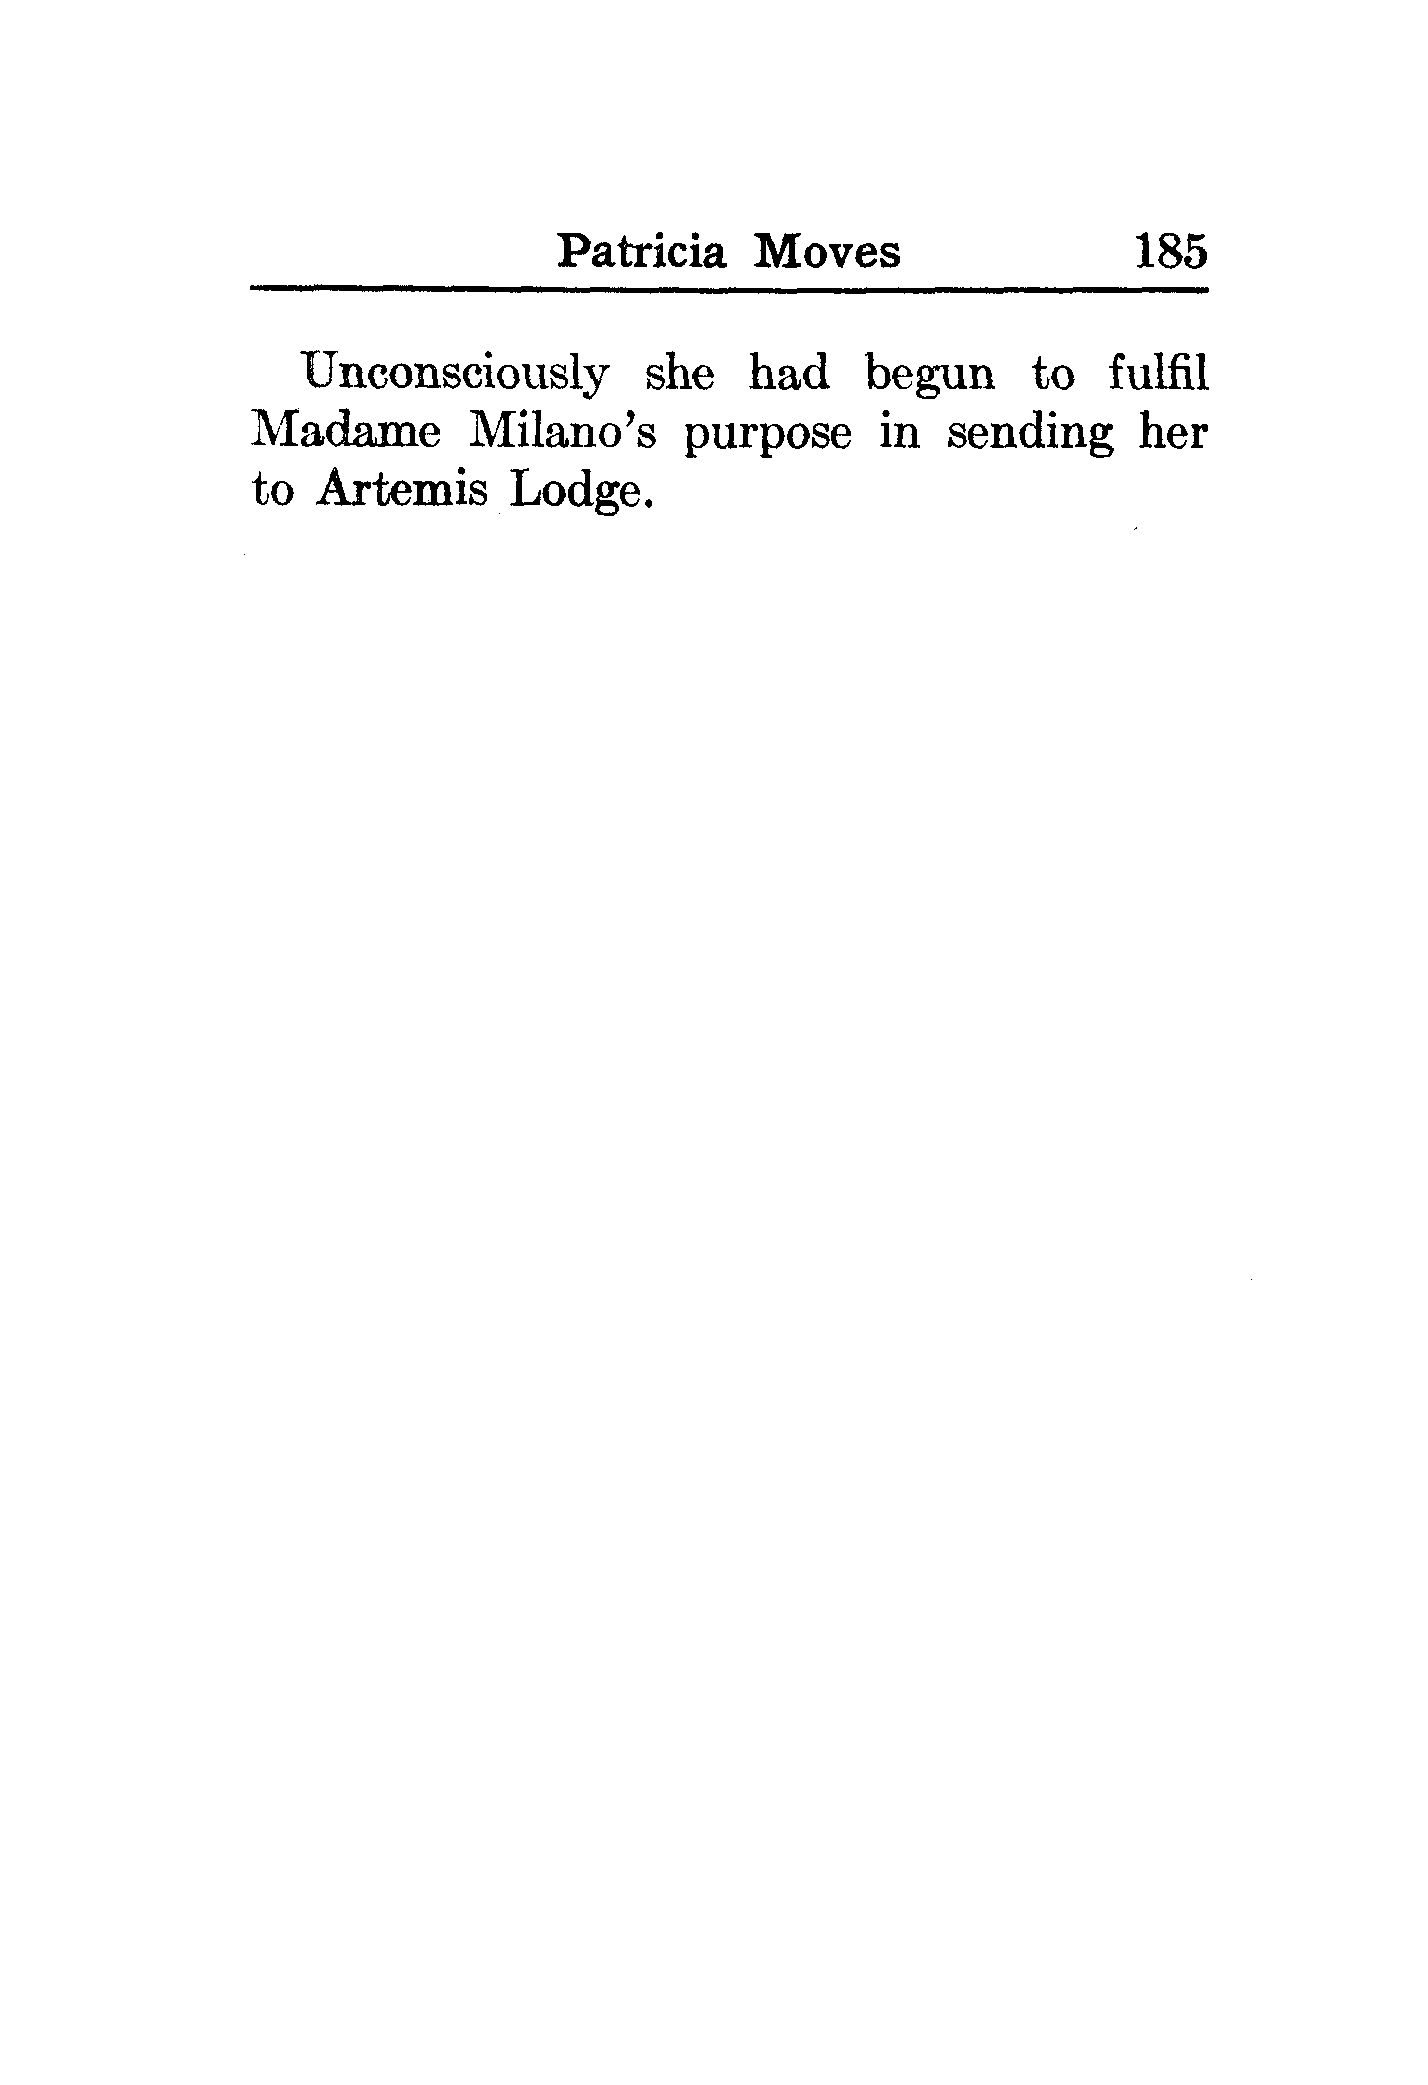 Patricia Moves 185
Unconsciously she had begun to fulfil
Madame Milano's purpose in sending her
to Artemis Lodge.